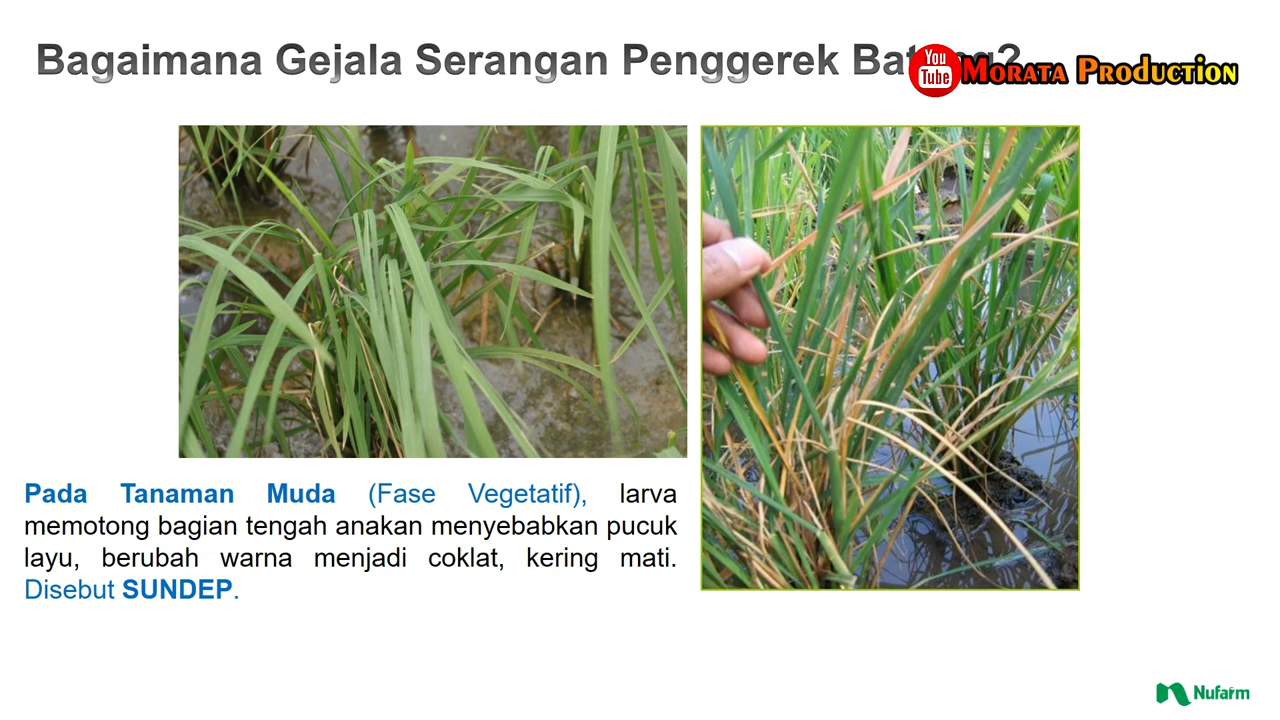 Bagaimana Gejala Serangan Penggerek
You
Tube
Morata Production
Pada Tanaman Muda (Fase Vegetatif), larva
memotong bagian tengah anakan menyebabkan pucuk
layu, berubah warna menjadi coklat, kering mati.
Disebut SUNDEP.
Nufarm